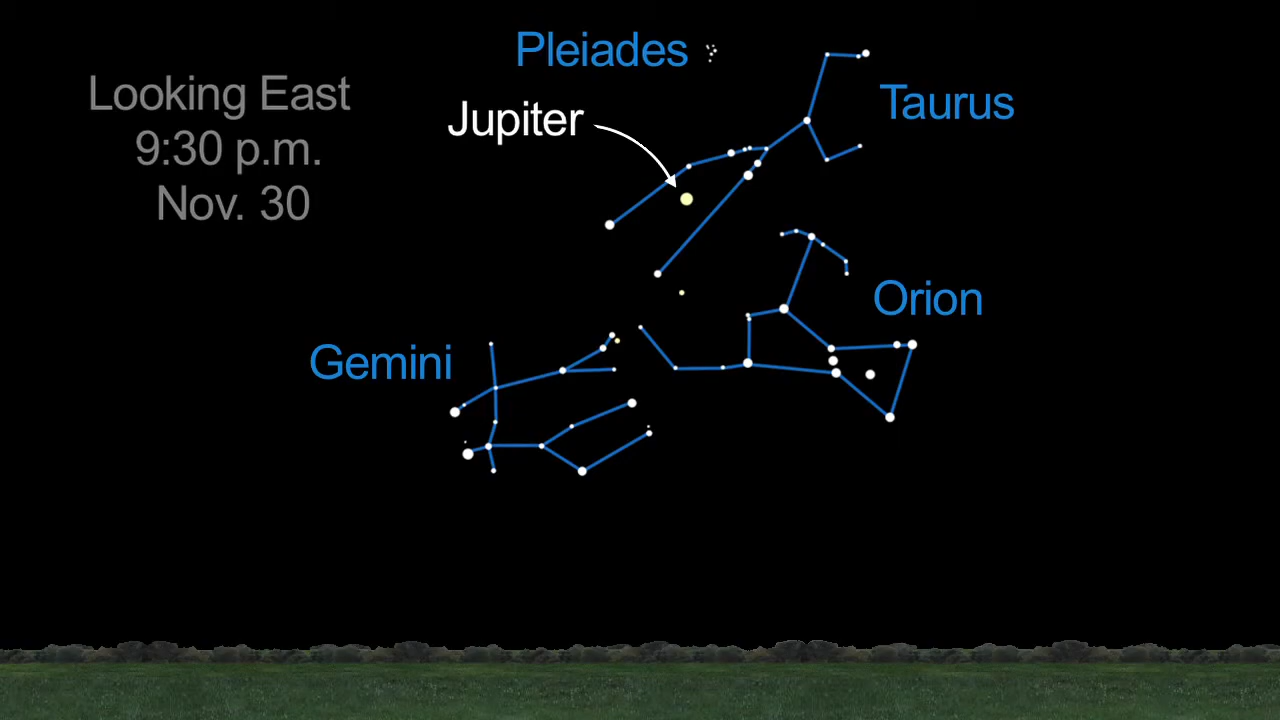 Pleiades
Looking East
9:30 p.m.
Nov. 30
Jupiter
Taurus
Orion
Gemini